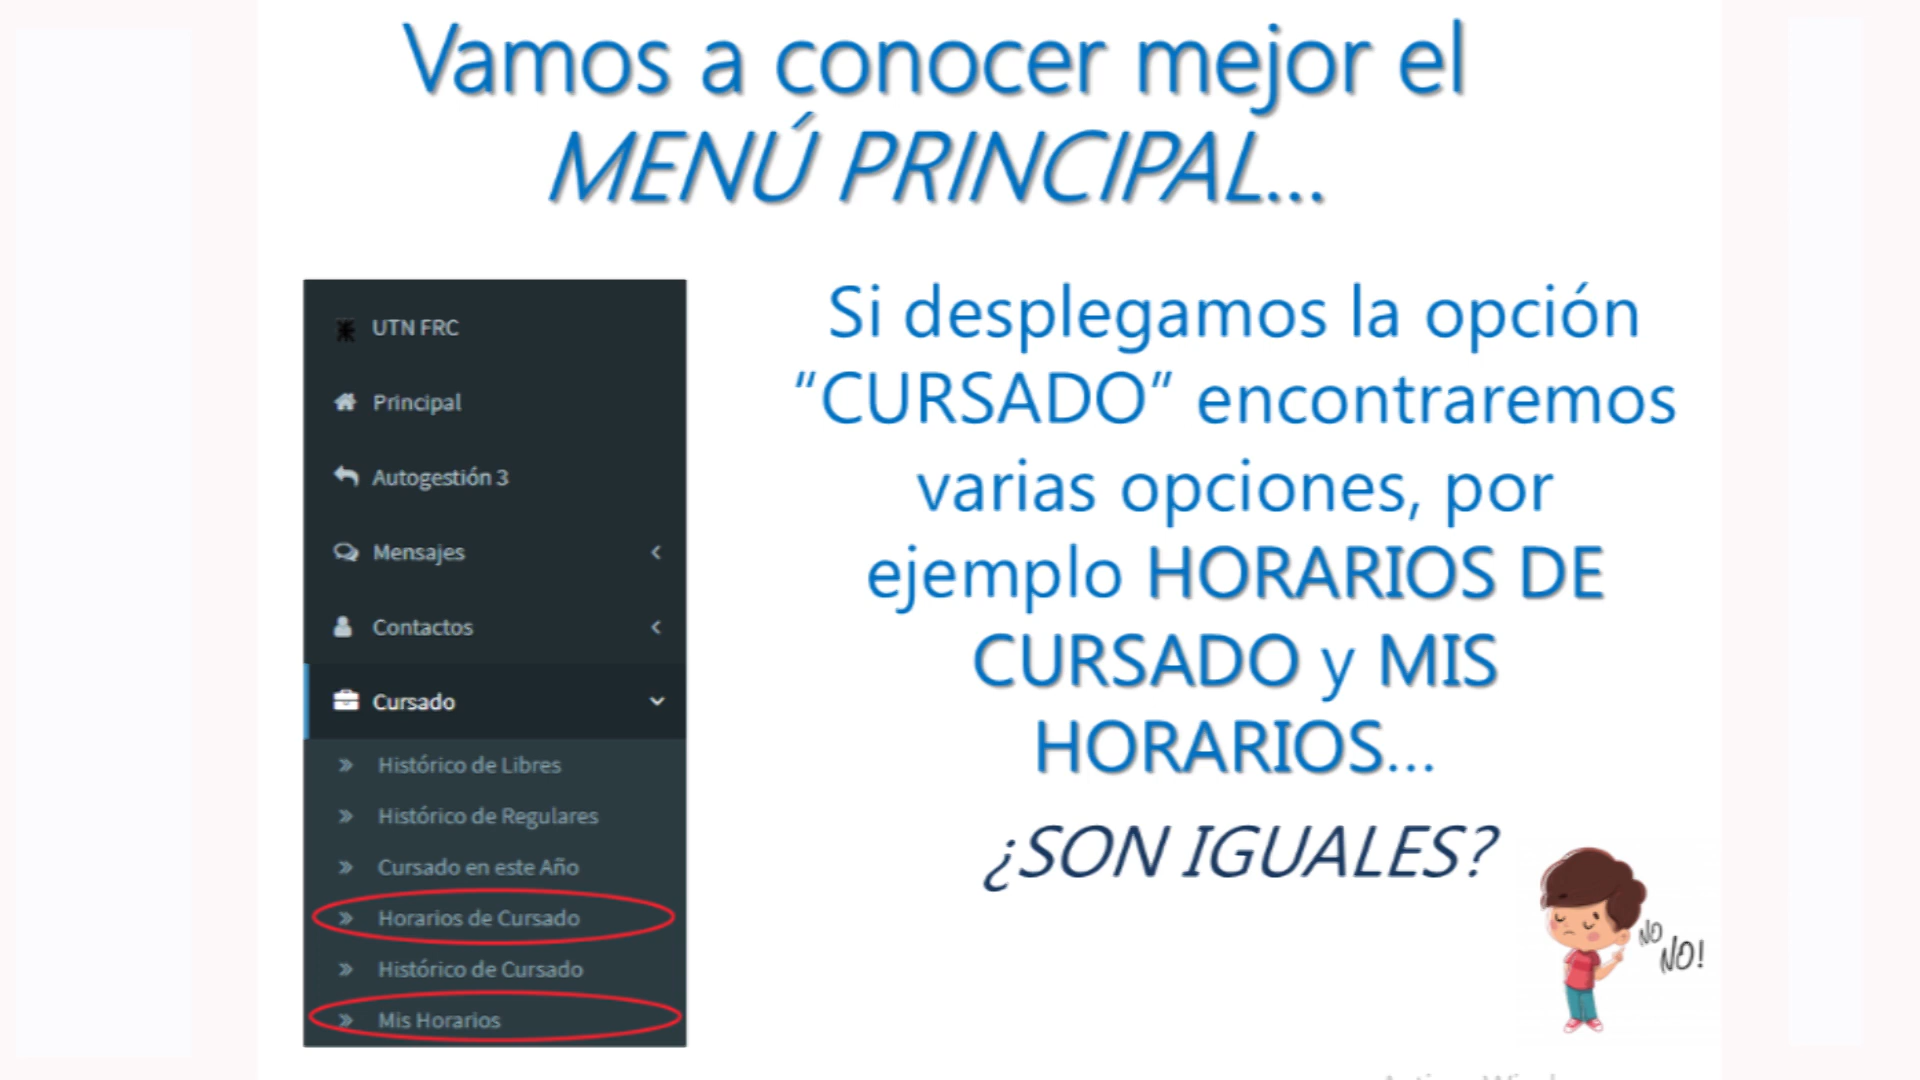 Vamos a conocer mejor el
MENÚ PRINCIPAL...
UTN FRC
Principal
Autogestión 3
Mensajes
Contactos
Cursado
Histórico de Libres
Histórico de Regulares
Cursado en este Año
Horarios de Cursado
Histórico de Cursado
Mis Horarios
Si desplegamos la opción
“CURSADO” encontraremos
varias opciones, por
ejemplo HORARIOS DE
CURSADO y MIS
HORARIOS...
¿SON IGUALES?
NO
NO!